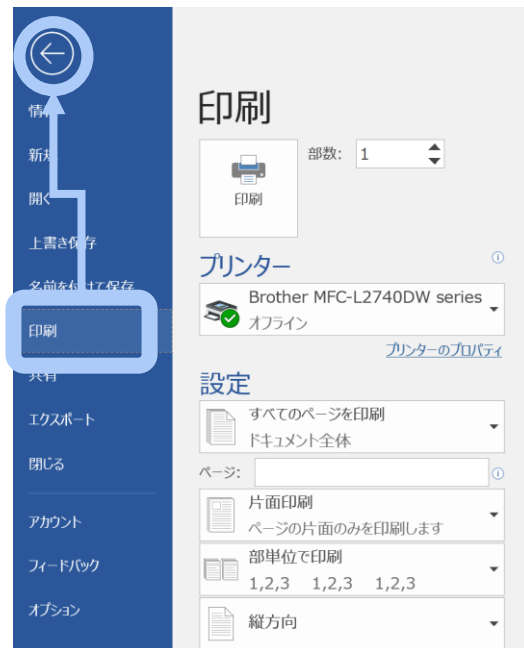 情報
新規
開く
上書き保存
名前を付けて保存
印刷
共有
エクスポート
閉じる
アカウント
フィードバック
オプション
印刷
部数: 1
印刷
プリンター
Brother MFC-L2740DW series
オフライン
プリンターのプロパティ
設定
すべてのページを印刷
ドキュメント全体
ページ:
片面印刷
ページの片面のみを印刷します
部単位で印刷
1,2,3 1,2,3 1,2,3
縦方向